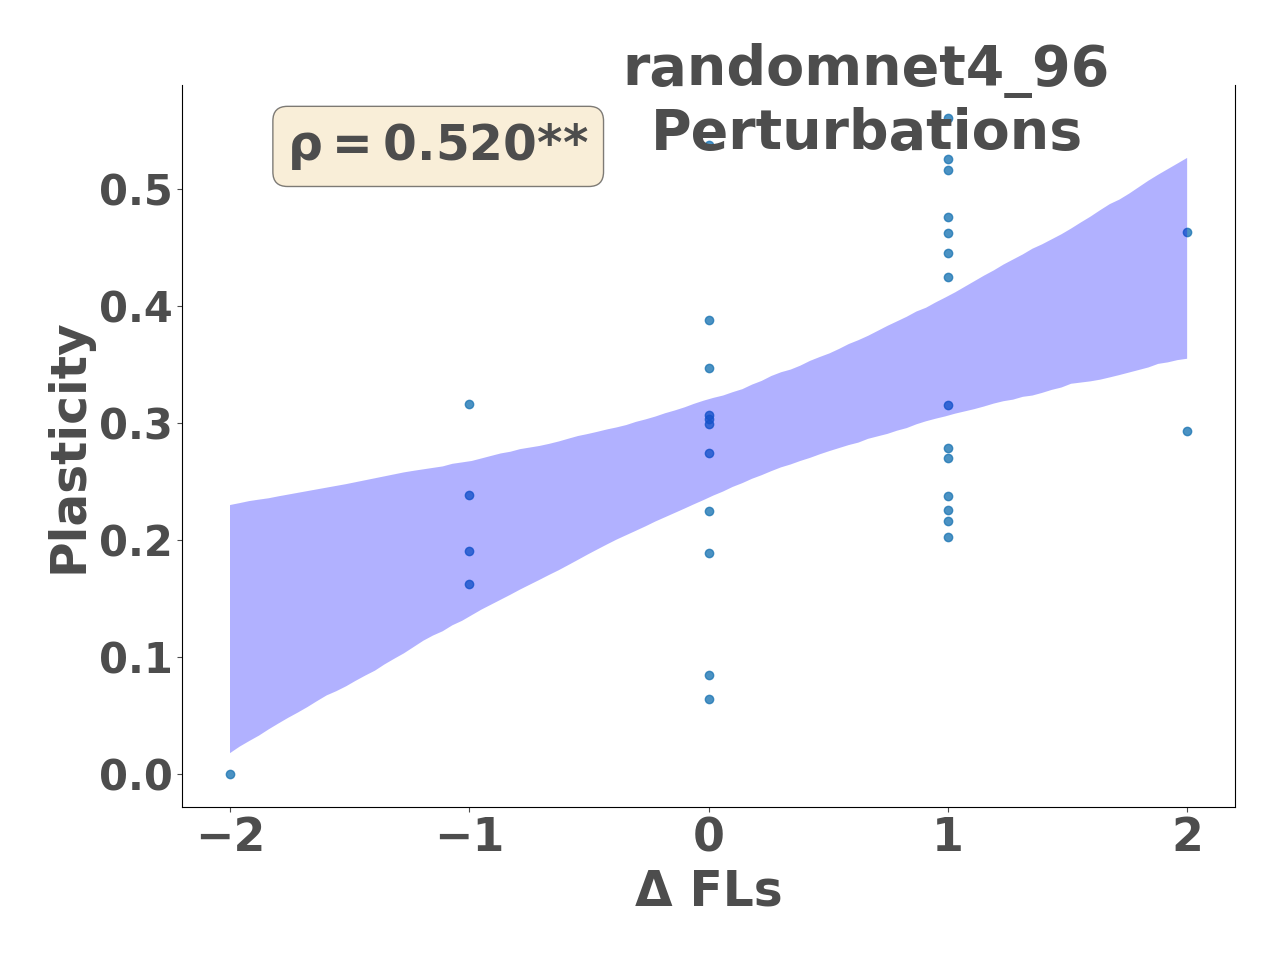 randomnet4_96
Perturbations
ρ = 0.520**
Plasticity
0.5
0.4
0.3
0.2
0.1
0.0
−2 −1 0 1 2
Δ FLs